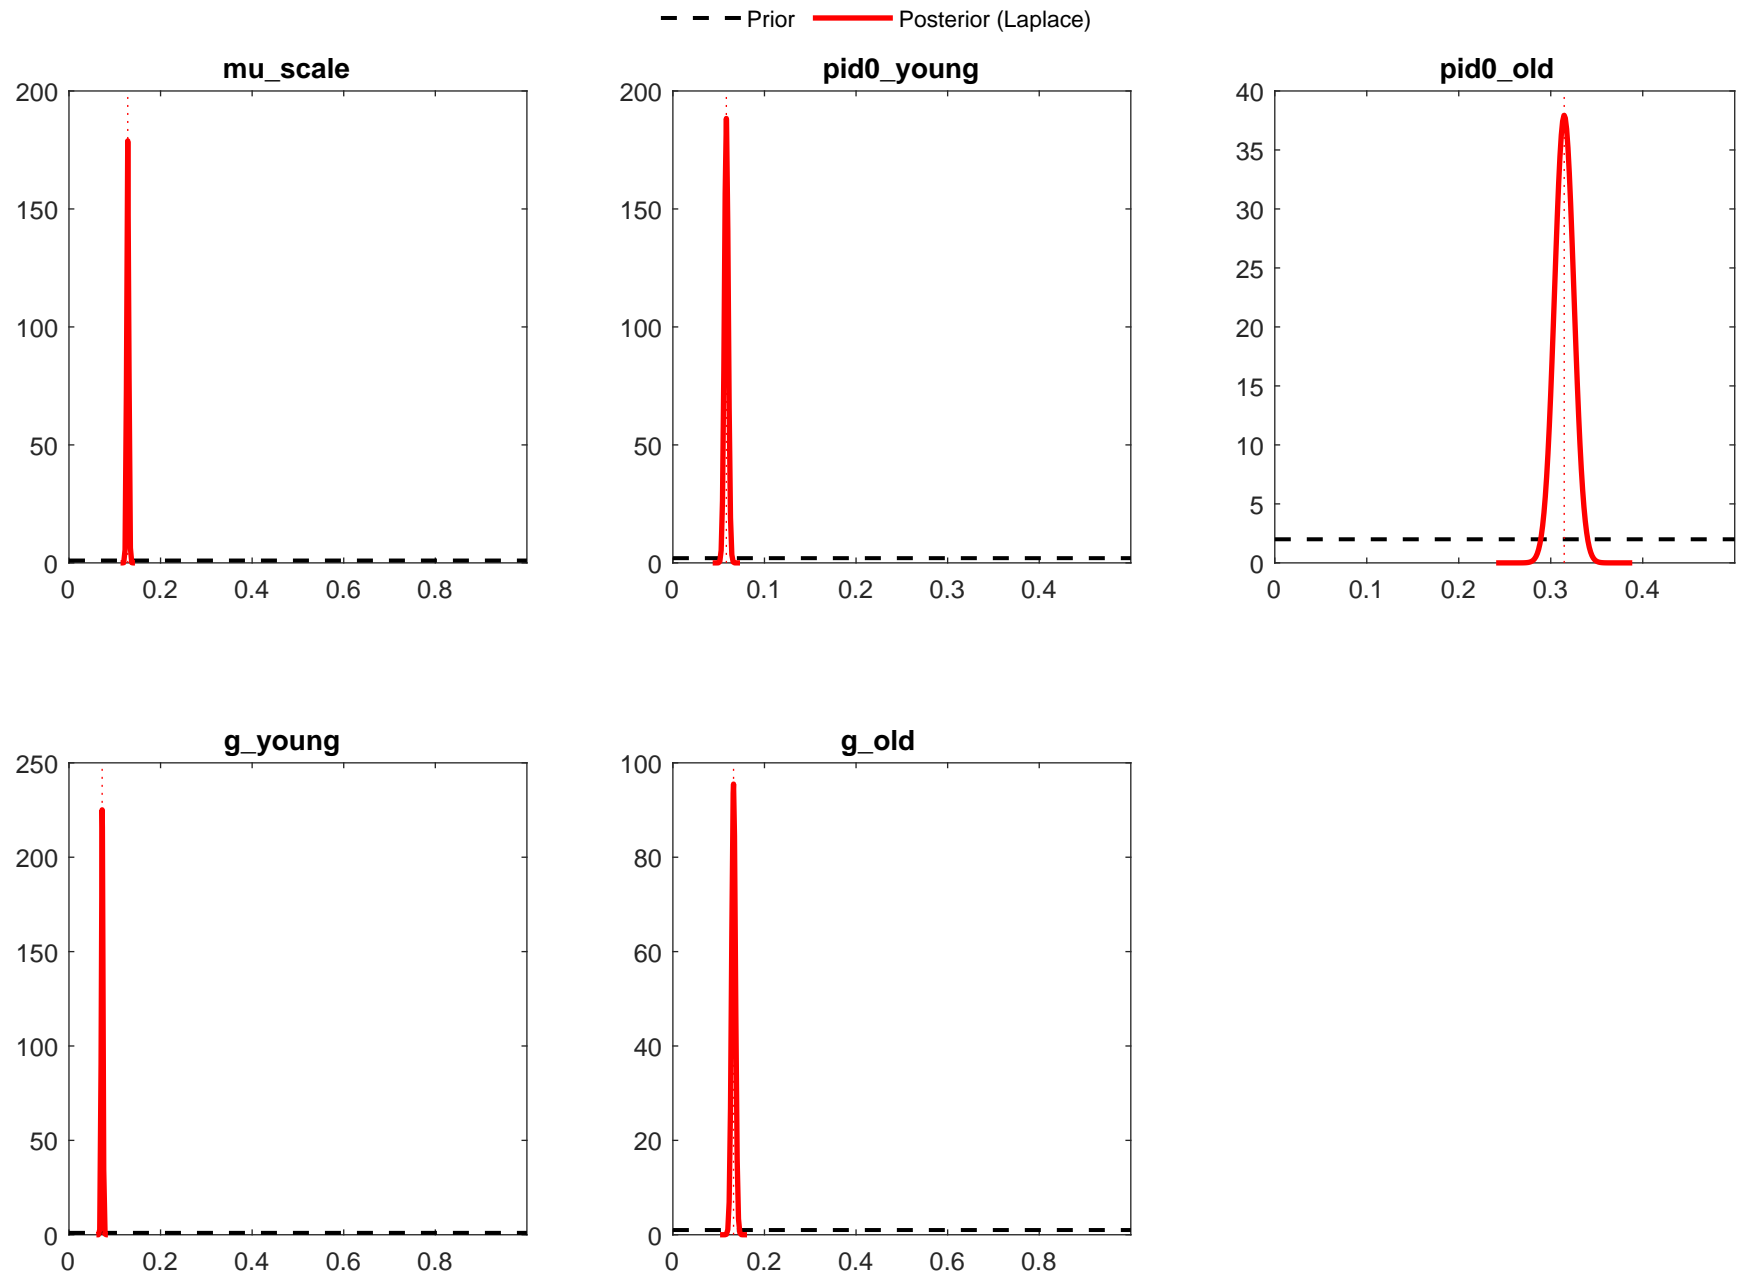 Prior Posterior (Laplace)
mu_scale pid0_young pid0_old
200 200 40
35
150 150 30
25
100 100 20
15
50 50 10
5
0 0 0
0 0.2 0.4 0.6 0.8 0 0.1 0.2 0.3 0.4 0 0.1 0.2 0.3 0.4
g_young g_old
250 100
200 80
150 60
100 40
50 20
0 0
0 0.2 0.4 0.6 0.8 0 0.2 0.4 0.6 0.8